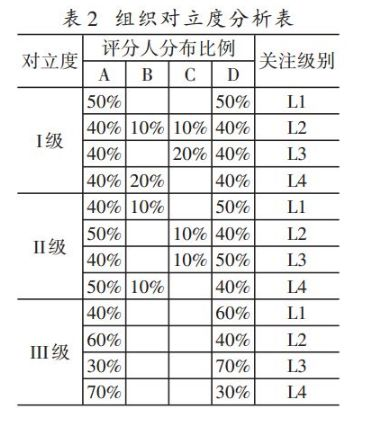 表2 组织对立度分析表
对立度 评分人分布比例 关注级别
A B C D
I级
50% 50% L1
40% 10% 10% 40% L2
40% 20% 40% L3
40% 20% 40% L4
II级
40% 10% 50% L1
50% 10% 40% L2
40% 10% 50% L3
50% 10% 40% L4
III级
40% 60% L1
60% 40% L2
30% 70% L3
70% 30% L4